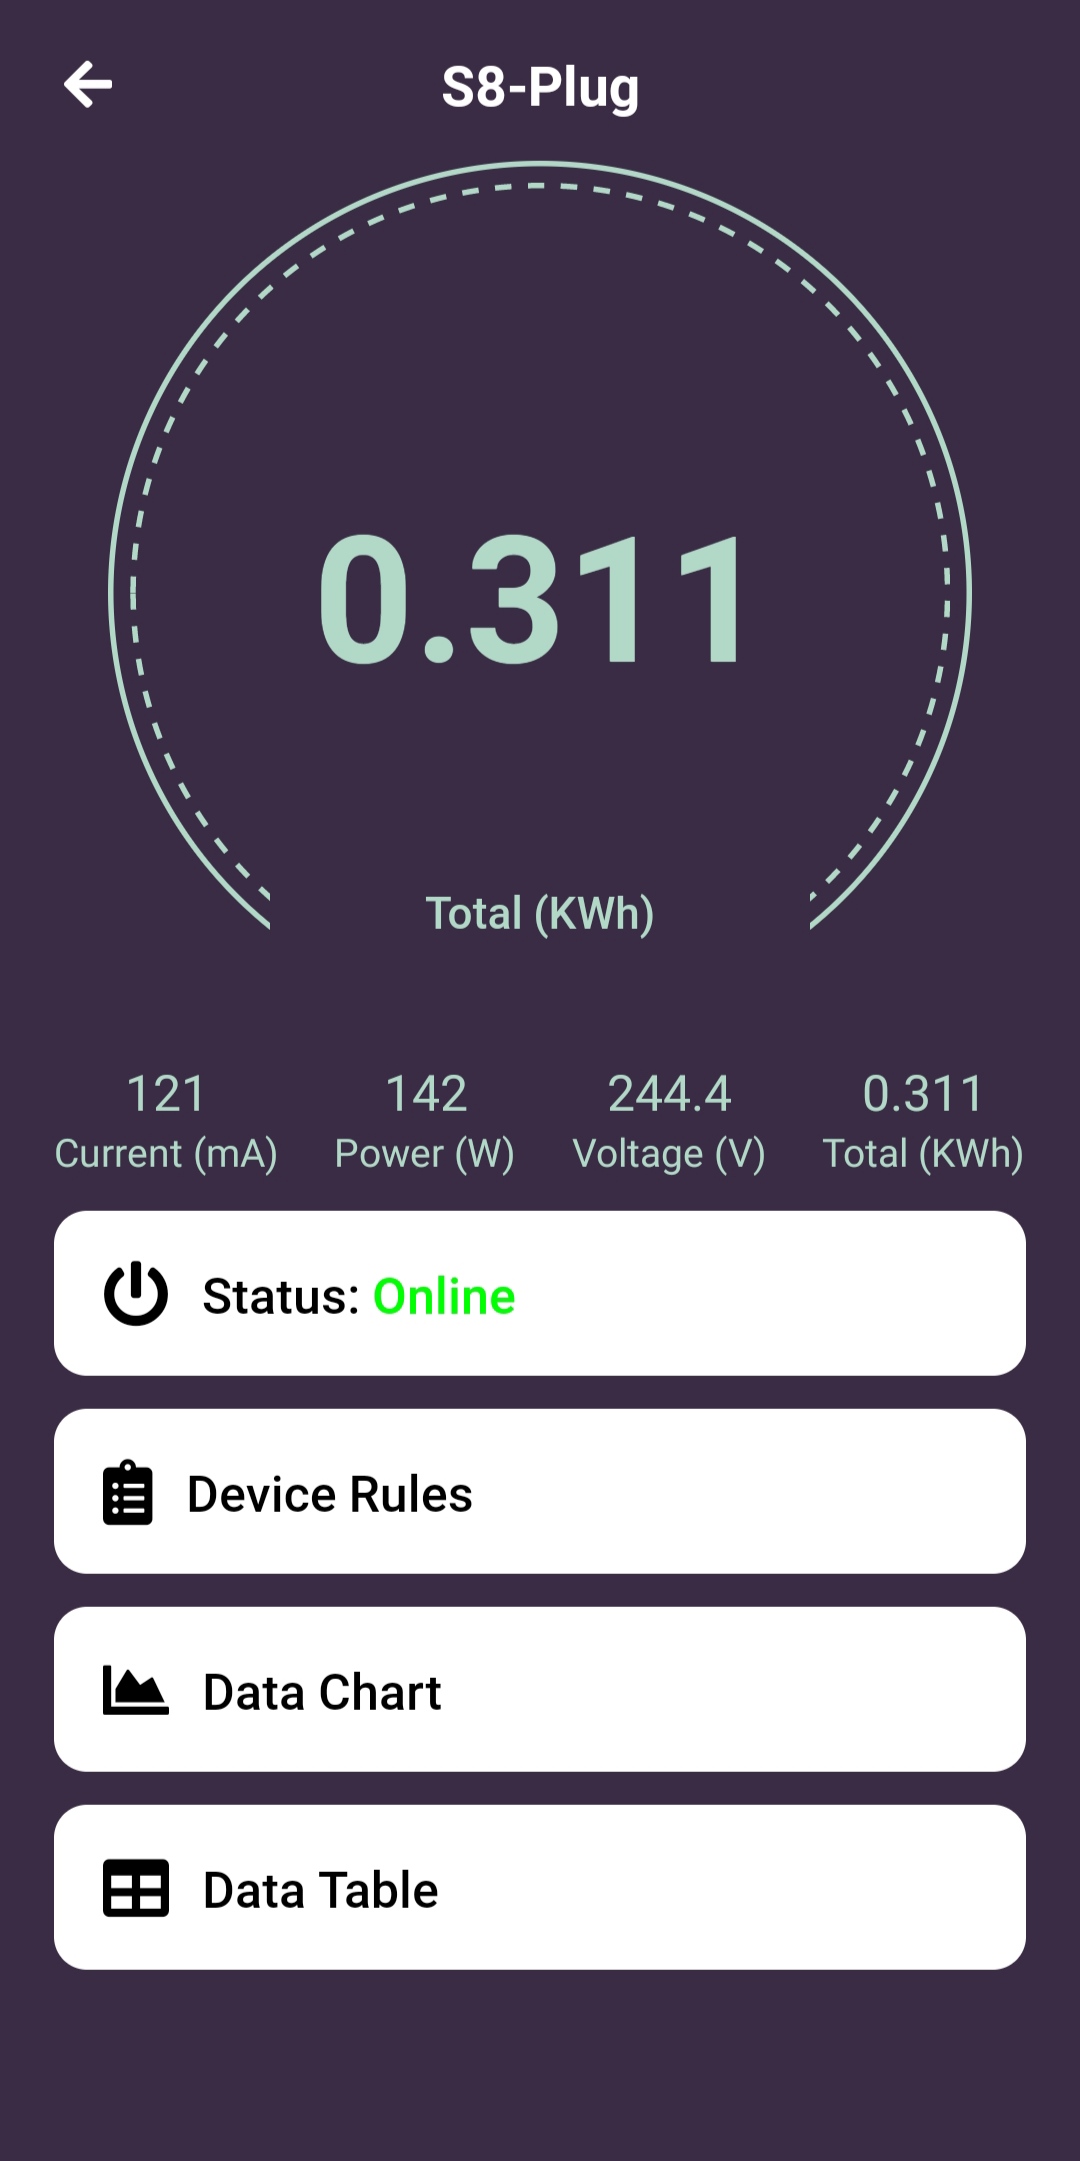 S8-Plug
0.311
Total (KWh)
121 142 244.4 0.311
Current (mA) Power (W) Voltage (V) Total (KWh)
Status: Online
Device Rules
Data Chart
Data Table